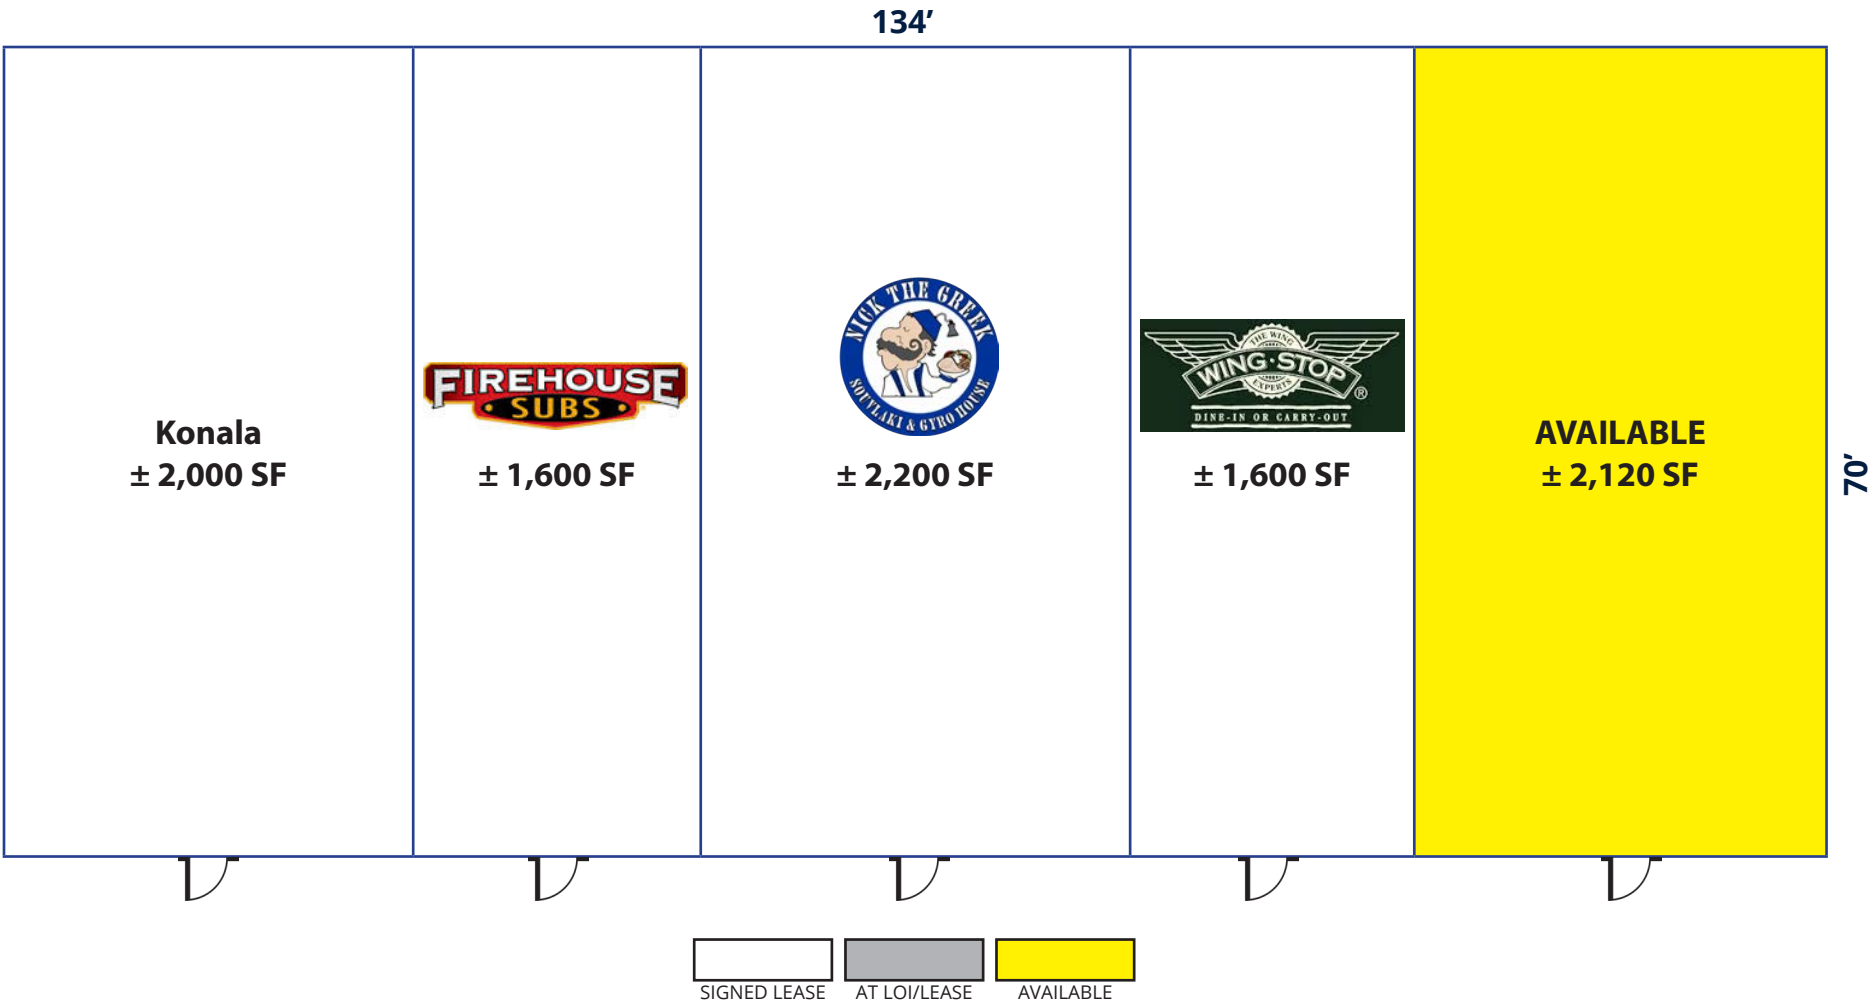 134’
Konala
± 2,000 SF
FIREHOUSE
SUBS
± 1,600 SF
NICK THE GREEK
SOUVLAKI & GYRO HOUSE
± 2,200 SF
THE WING
WING·STOP
EXPERTS
®
DINE-IN OR CARRY-OUT
± 1,600 SF
AVAILABLE
± 2,120 SF
70’
SIGNED LEASE
AT LOI/LEASE
AVAILABLE